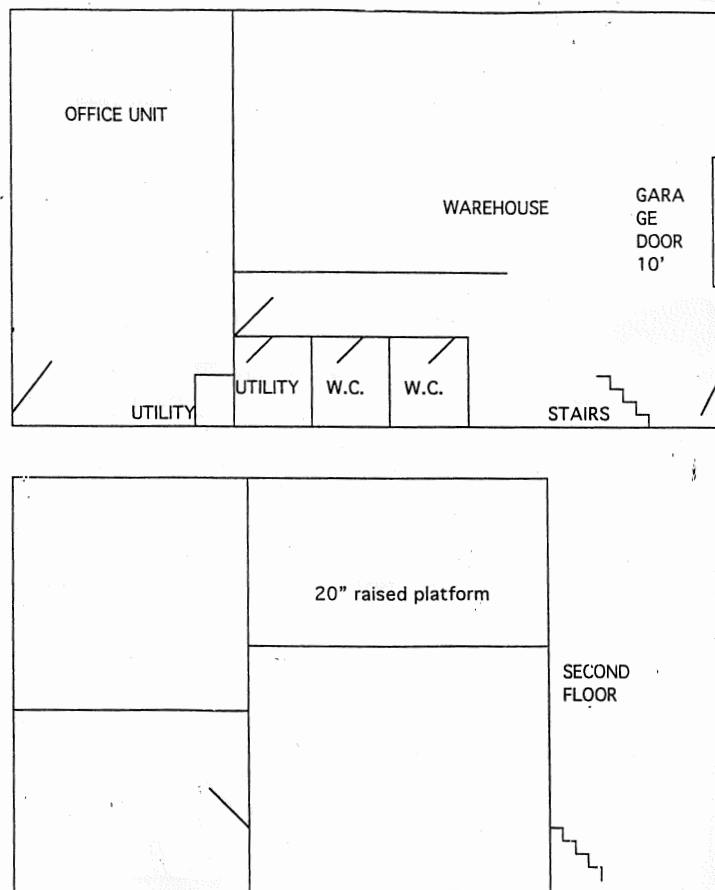 OFFICE UNIT
WAREHOUSE
GARA
GE
DOOR
10’
UTILITY
UTILITY
W.C.
W.C.
STAIRS
20” raised platform
SECOND
FLOOR